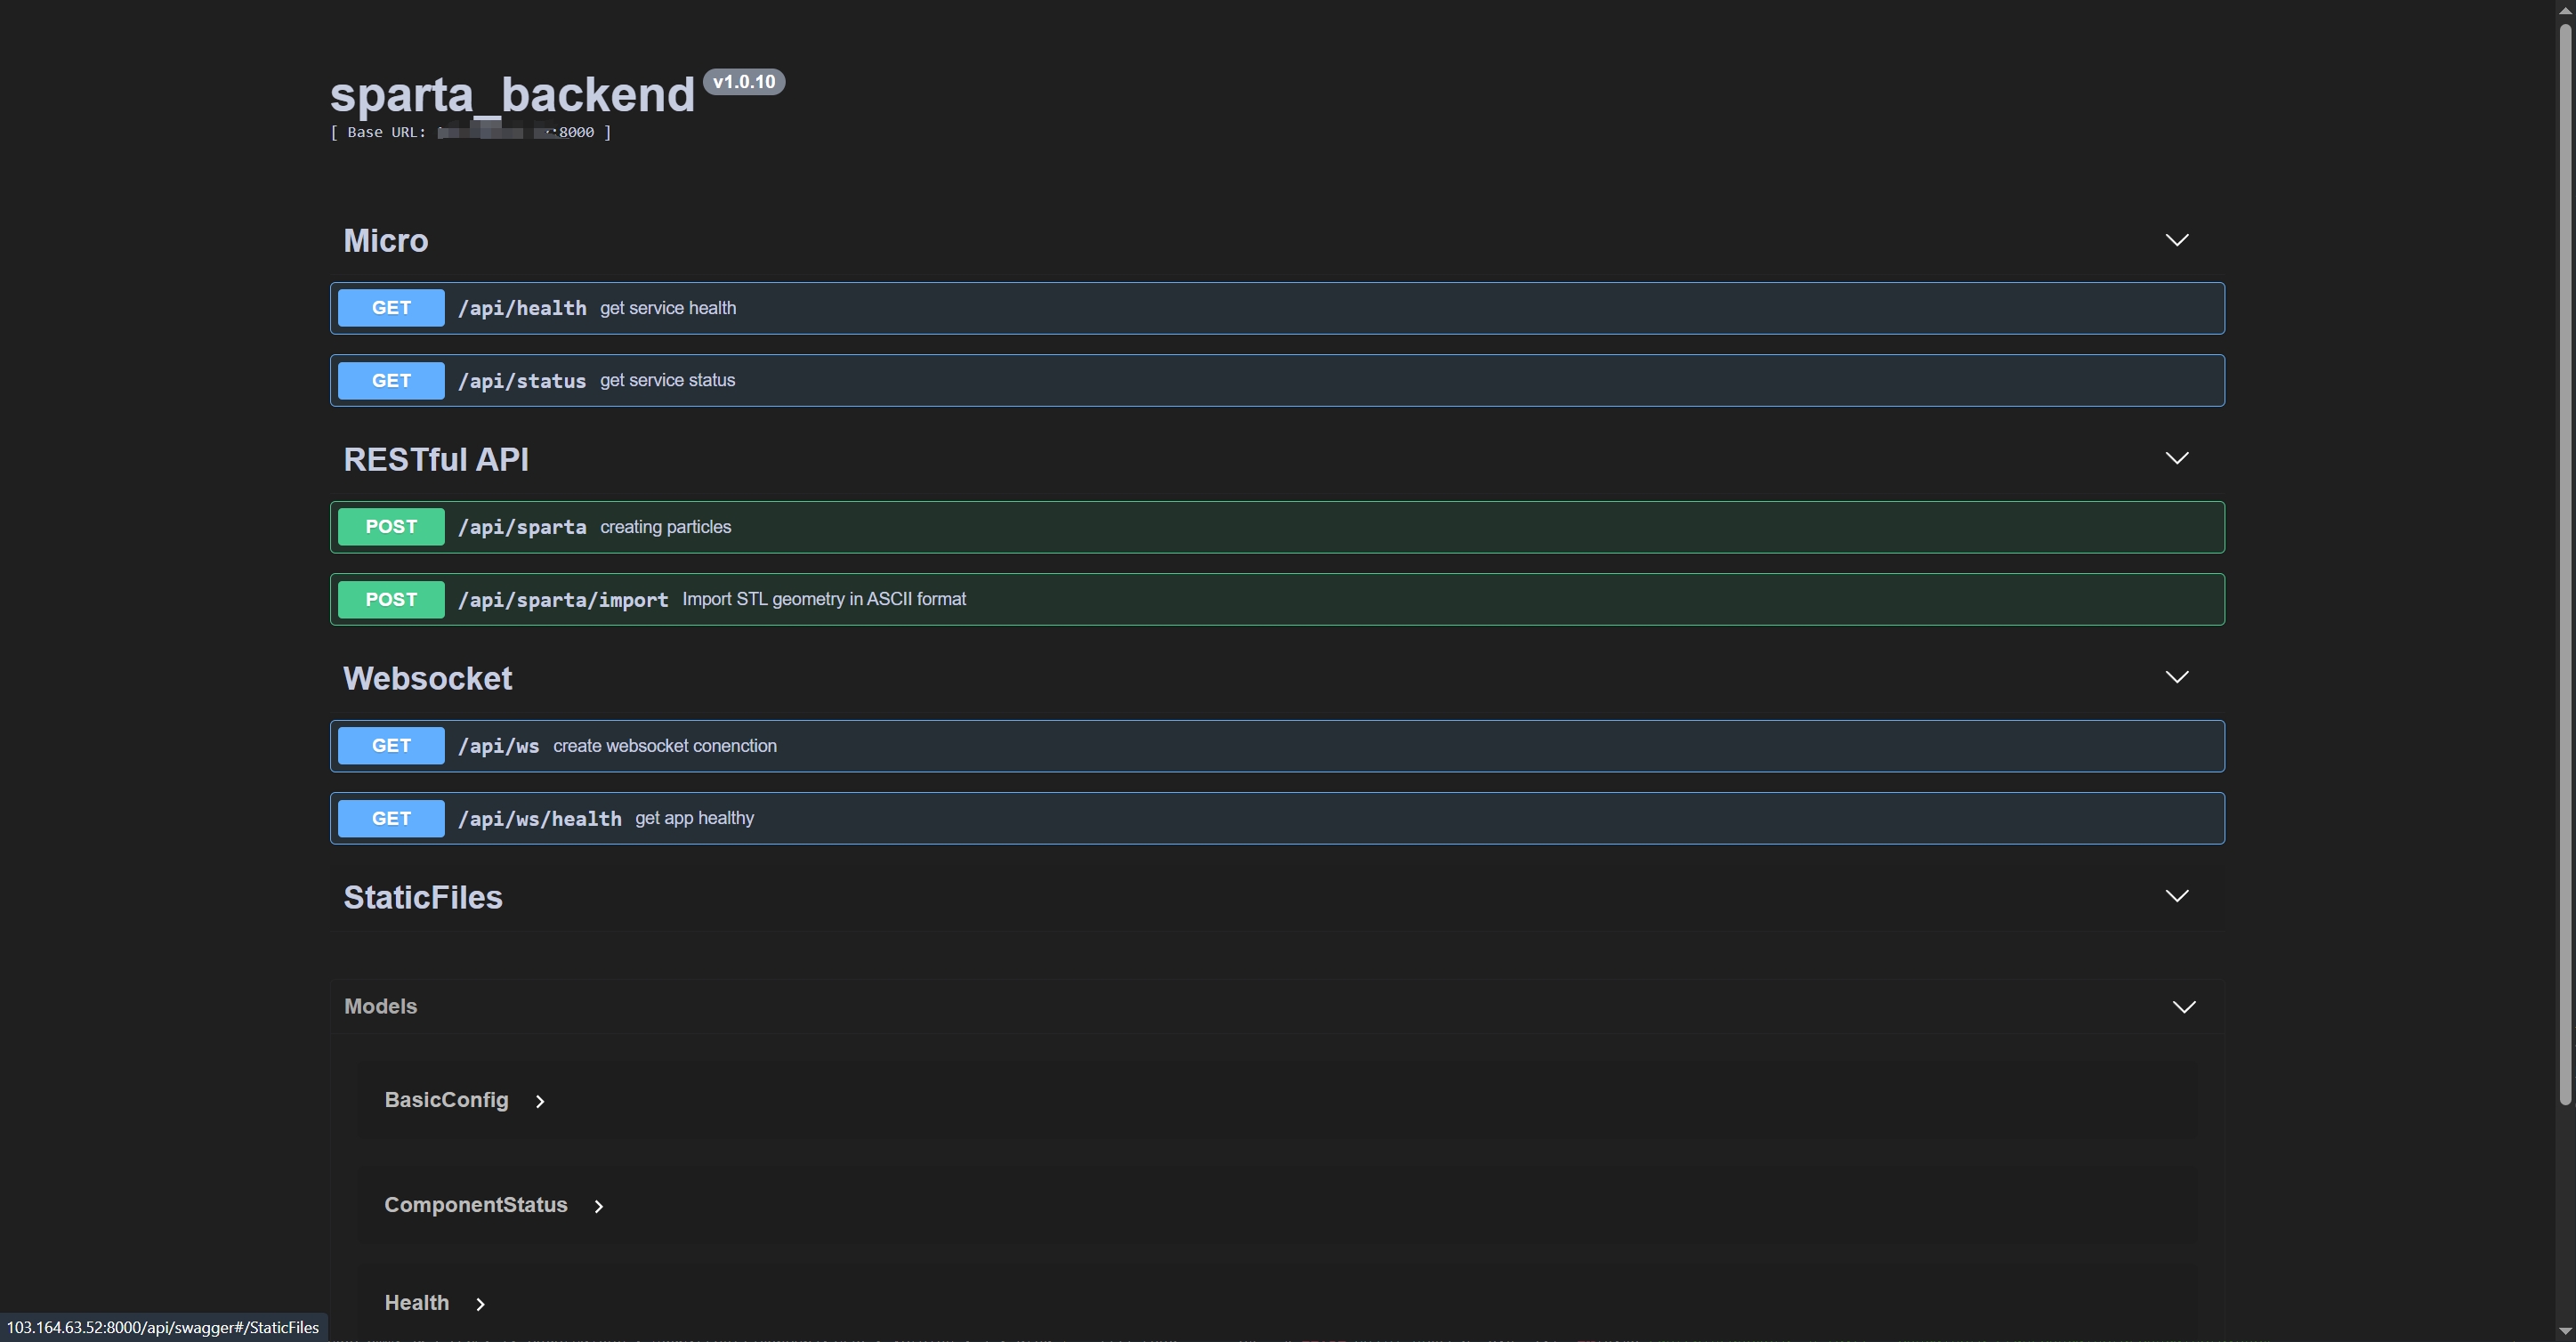 sparta_backend v1.0.10
[ Base URL: :8000 ]
Micro
GET /api/health get service health
GET /api/status get service status
RESTful API
POST /api/sparta creating particles
POST /api/sparta/import Import STL geometry in ASCII format
Websocket
GET /api/ws create websocket conenction
GET /api/ws/health get app healthy
StaticFiles
Models
BasicConfig
ComponentStatus
Health
103.164.63.52:8000/api/swagger#/StaticFiles